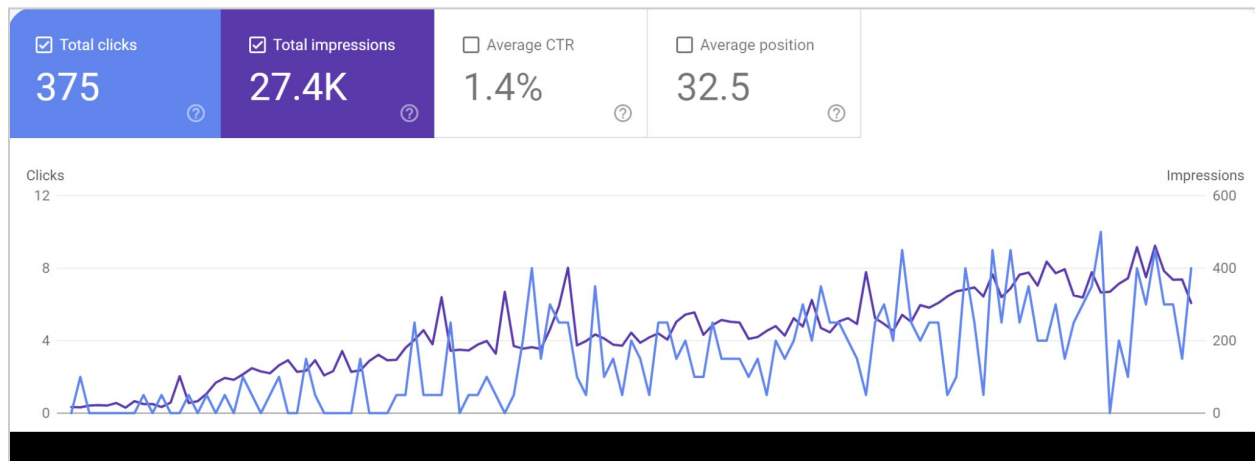 Total clicks
375
Total impressions
27.4K
Average CTR
1.4%
Average position
32.5
Clicks
Impressions
12
600
8
400
4
200
0
0